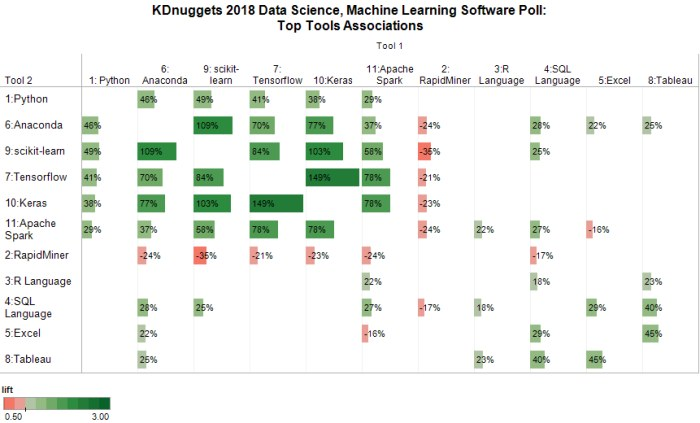 KDnuggets 2018 Data Science, Machine Learning Software Poll:
Top Tools Associations
Tool 1
6: 9: scikit- 7: 11:Apache 2: 3:R 4:SQL
Tool 2 1: Python Anaconda learn Tensorflow 10:Keras Spark RapidMiner Language Language 5:Excel 8:Tableau
1:Python 46% 49% 41% 38% 29%
6:Anaconda 46% 109% 70% 77% 37% -24% 28% 22% 25%
9:scikit-learn 49% 109% 84% 103% 58% -35% 25%
7:Tensorflow 41% 70% 84% 149% 78% -21%
10:Keras 38% 77% 103% 149% 78% -23%
11:Apache
Spark 29% 37% 58% 78% 78% -24% 22% 27% -16%
2:RapidMiner -24% -35% -21% -23% -24% -17%
3:R Language 22% 18% 23%
4:SQL
Language 28% 25% 27% -17% 18% 29% 40%
5:Excel 22% -16% 29% 45%
8:Tableau 25% 23% 40% 45%
lift
0.50 3.00